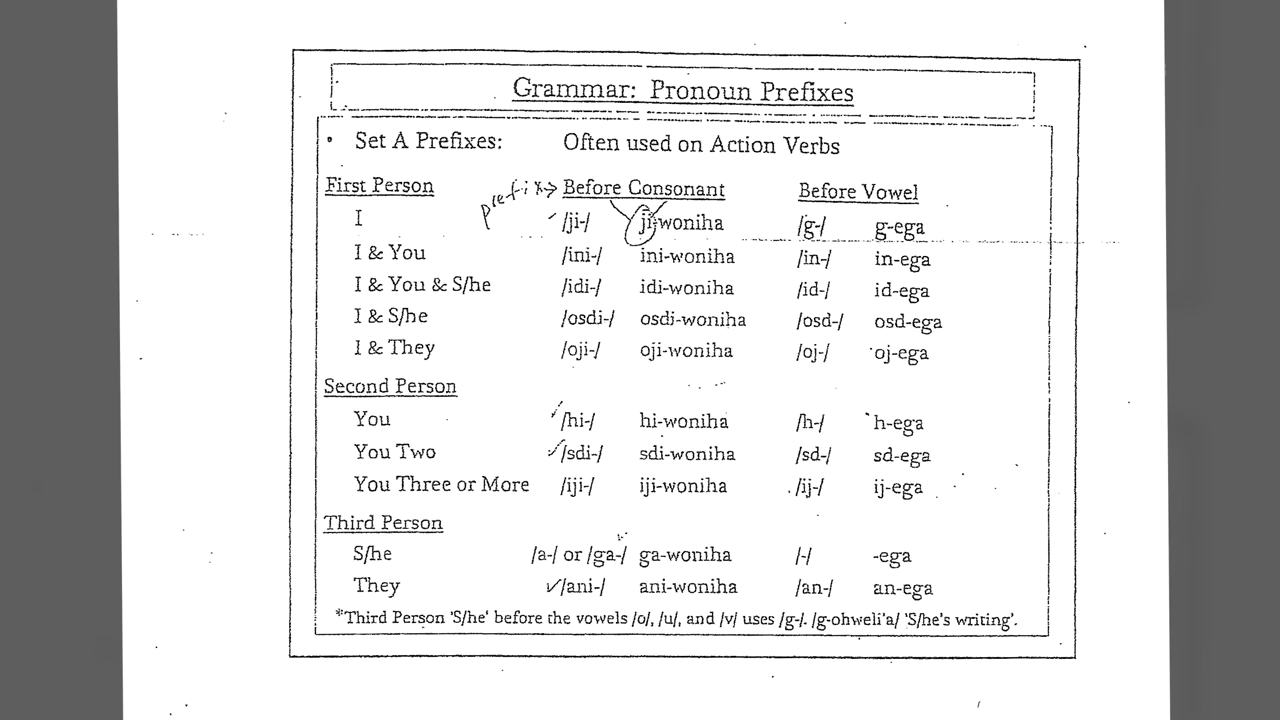 Grammar: Pronoun Prefixes
• Set A Prefixes: Often used on Action Verbs
First Person prefix> Before Consonant Before Vowel
I /ji-/ ji-woniha /g-/ g-ega
I & You /ini-/ ini-woniha /in-/ in-ega
I & You & S/he /idi-/ idi-woniha /id-/ id-ega
I & S/he /osdi-/ osdi-woniha /osd-/ osd-ega
I & They /oji-/ oji-woniha /oj-/ oj-ega
Second Person
You /hi-/ hi-woniha /h-/ h-ega
You Two /sdi-/ sdi-woniha /sd-/ sd-ega
You Three or More /iji-/ iji-woniha /ij-/ ij-ega
Third Person
S/he /a-/ or /ga-/ ga-woniha /-/ -ega
They /ani-/ ani-woniha /an-/ an-ega
*Third Person 'S/he' before the vowels /o/, /u/, and /v/ uses /g-/. /g-ohweli'a/ 'S/he's writing'.